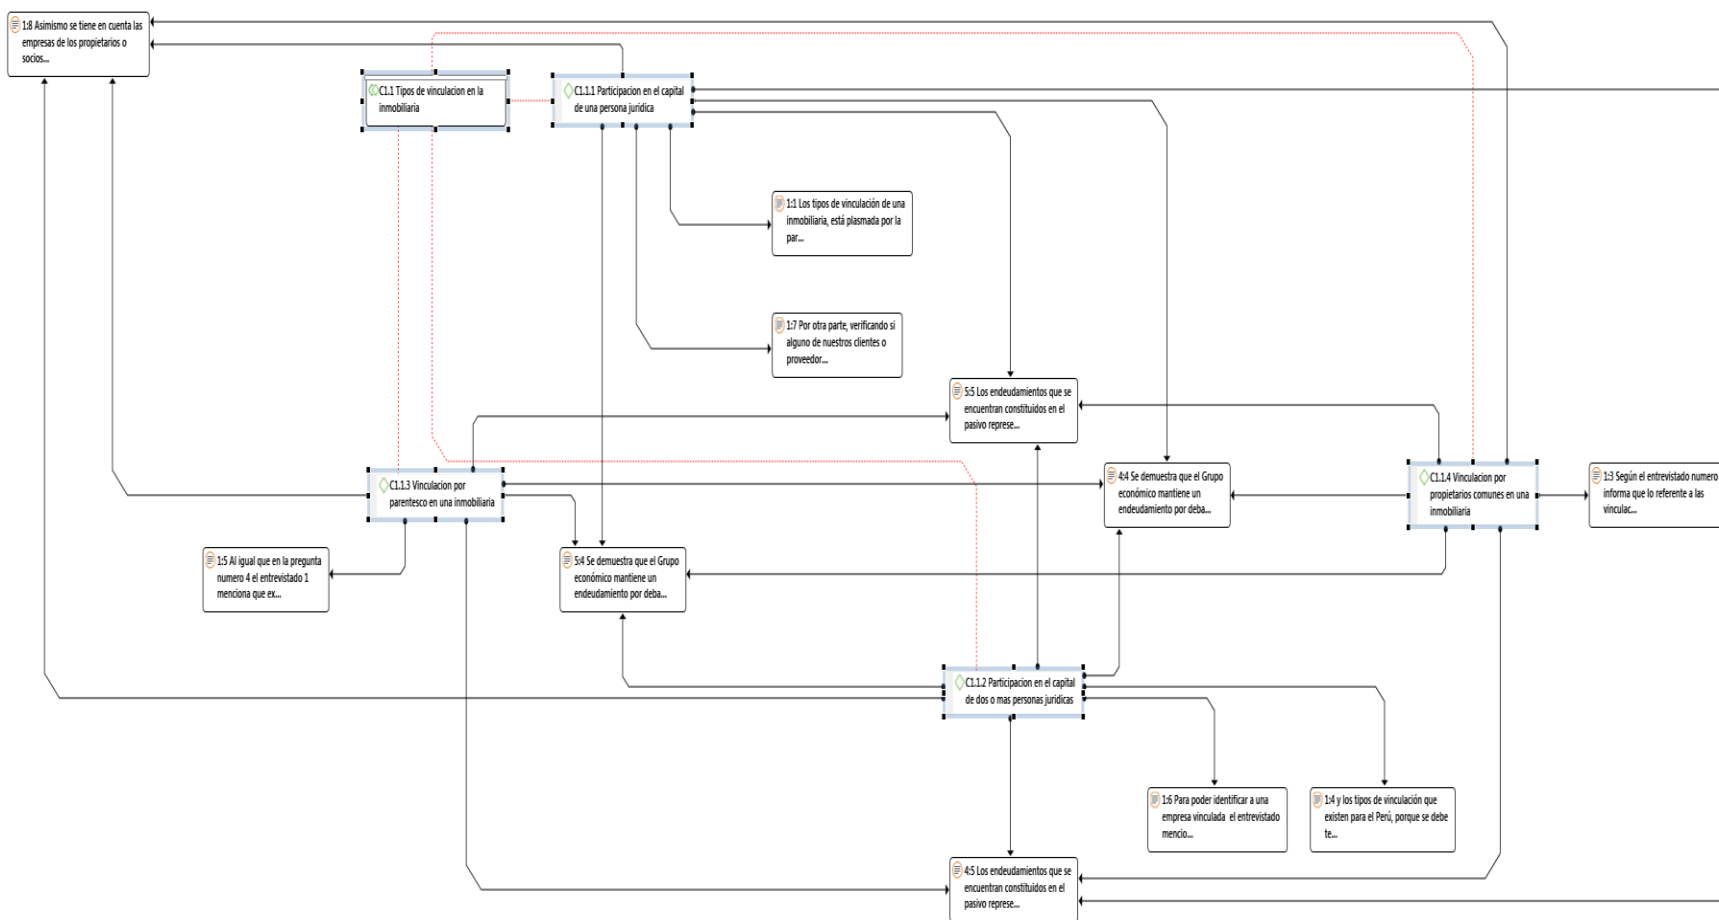 1:8 Asimismo se tiene en cuenta las
empresas de los propietarios o
socios...
C1.1 Tipos de vinculacion en la
inmobiliaria
C1.1.1 Participacion en el capital
de una persona juridica
1:1 Los tipos de vinculación de una
inmobiliaria, está plasmada por la
par...
1:7 Por otra parte, verificando si
alguno de nuestros clientes o
proveedor...
5:5 Los endeudamientos que se
encuentran constituidos en el
pasivo represe...
C1.1.3 Vinculacion por
parentesco en una inmobiliaria
4:4 Se demuestra que el Grupo
económico mantiene un
endeudamiento por deba...
C1.1.4 Vinculacion por
propietarios comunes en una
inmobiliaria
1:3 Según el entrevistado numero
informa que lo referente a las
vinculac...
1:5 Al igual que en la pregunta
numero 4 el entrevistado 1
menciona que ex...
5:4 Se demuestra que el Grupo
económico mantiene un
endeudamiento por deba...
C1.1.2 Participacion en el capital
de dos o mas personas juridicas
1:6 Para poder identificar a una
empresa vinculada el entrevistado
mencio...
1:4 y los tipos de vinculación que
existen para el Perú, porque se debe
te...
4:5 Los endeudamientos que se
encuentran constituidos en el
pasivo represe...